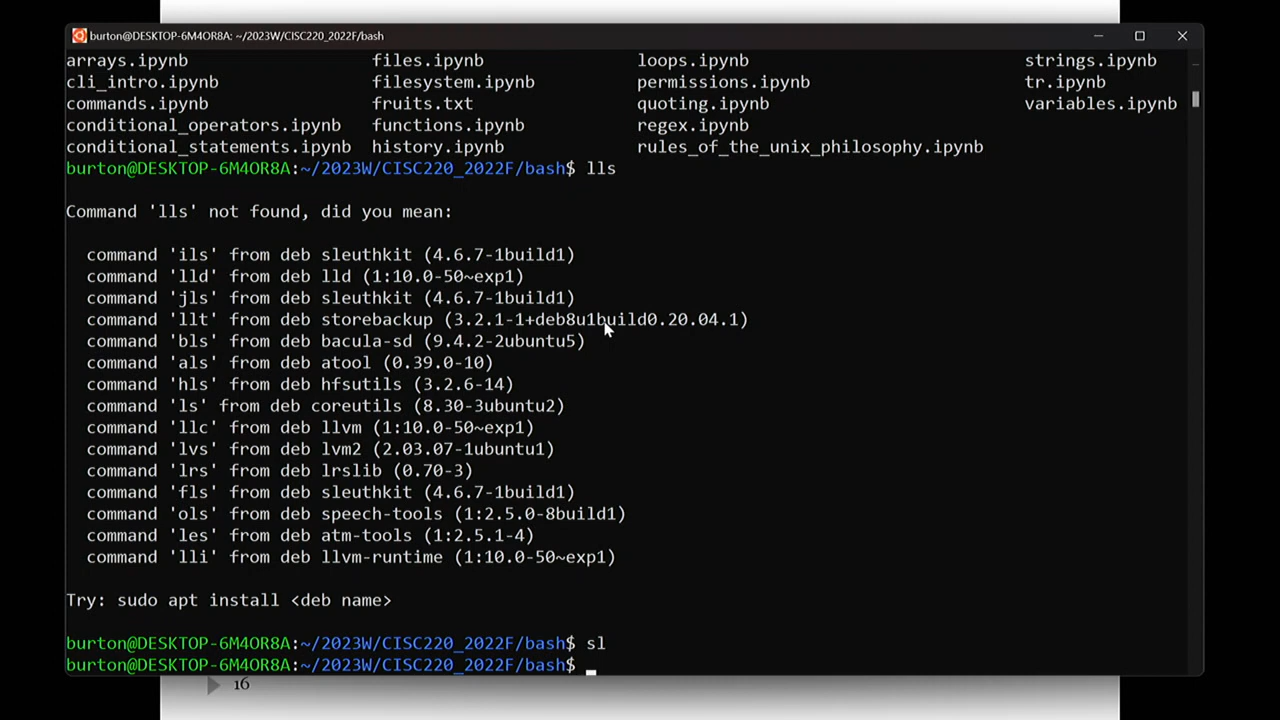 burton@DESKTOP-6M4OR8A: ~/2023W/CISC220_2022F/bash
arrays.ipynb files.ipynb loops.ipynb strings.ipynb
cli_intro.ipynb filesystem.ipynb permissions.ipynb tr.ipynb
commands.ipynb fruits.txt quoting.ipynb variables.ipynb
conditional_operators.ipynb functions.ipynb regex.ipynb
conditional_statements.ipynb history.ipynb rules_of_the_unix_philosophy.ipynb
burton@DESKTOP-6M4OR8A:~/2023W/CISC220_2022F/bash$ lls
Command 'lls' not found, did you mean:
command 'ils' from deb sleuthkit (4.6.7-1build1)
command 'lld' from deb lld (1:10.0-50~exp1)
command 'jls' from deb sleuthkit (4.6.7-1build1)
command 'llt' from deb storebackup (3.2.1-1+deb8u1build0.20.04.1)
command 'bls' from deb bacula-sd (9.4.2-2ubuntu5)
command 'als' from deb atool (0.39.0-10)
command 'hls' from deb hfsutils (3.2.6-14)
command 'ls' from deb coreutils (8.30-3ubuntu2)
command 'llc' from deb llvm (1:10.0-50~exp1)
command 'lvs' from deb lvm2 (2.03.07-1ubuntu1)
command 'lrs' from deb lrslib (0.70-3)
command 'fls' from deb sleuthkit (4.6.7-1build1)
command 'ols' from deb speech-tools (1:2.5.0-8build1)
command 'les' from deb atm-tools (1:2.5.1-4)
command 'lli' from deb llvm-runtime (1:10.0-50~exp1)
Try: sudo apt install <deb name>
burton@DESKTOP-6M4OR8A:~/2023W/CISC220_2022F/bash$ sl
burton@DESKTOP-6M4OR8A:~/2023W/CISC220_2022F/bash$
16